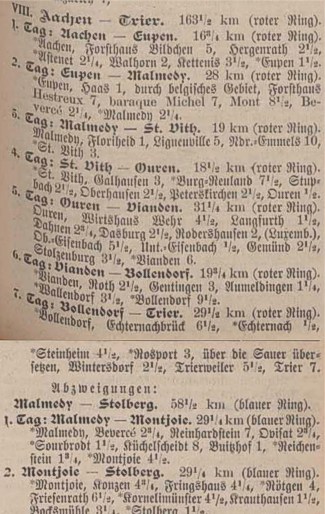 VIII. Aachen — Trier. 163½ km (roter Ring).
1. Tag: Aachen — Eupen. 16¾ km (roter Ring).
*Aachen, Forsthaus Bildchen 5, Hergenrath 2½,
*Astenet 2¼, Walhorn 2, Kettenis 3½, *Eupen 1½.
2. Tag: Eupen — Malmedy. 28 km (roter Ring).
*Eupen, Haas 1, durch belgisches Gebiet, Forsthaus
Hestreux 7, baraque Michel 7, Mont 8½, Be-
vercé 2¼, *Malmedy 2¼.
3. Tag: Malmedy — St. Vith. 19 km (roter Ring).
Malmedy, Floriheid 1, Ligneuville 5, Ndr.-Emmels 10,
*St. Vith 3.
4. Tag: St. Vith — Ouren. 18½ km (roter Ring).
*St. Vith, Galhausen 3, *Burg-Reuland 7½, Stup-
bach 2½, Oberhausen 2½, Peterskirchen 2½, Ouren ½.
5. Tag: Ouren — Vianden. 31¼ km (roter Ring).
Ouren, Wirtshaus Wehr 4½, Langsfurth 1½,
Dahnen 2¾, Dasburg 2½, Rodershausen 2, (Luxemb.),
Ob.-Eisenbach 5½, Unt.-Eisenbach ½, Gemünd 2½,
Stolzenburg 3½, *Vianden 6.
6. Tag: Vianden — Bollendorf. 19¾ km (roter Ring).
*Vianden, Roth 2½, Gentingen 3, Ammeldingen 1¼,
*Wallendorf 3½, *Bollendorf 9½.
7. Tag: Bollendorf — Trier. 29½ km (roter Ring).
*Bollendorf, Echternachbrück 6½, *Echternach ½,
*Steinheim 4½, *Rosport 3, über die Sauer über-
setzen, Wintersdorf 2½, Trierweiler 5½, Trier 7.
Abzweigungen:
Malmedy — Stolberg. 58½ km (blauer Ring).
1. Tag: Malmedy — Montjoie. 29¼ km (blauer Ring).
*Malmedy, Bevercé 2¾, Reinhardstein 7, Ovifat 2¾,
*Sourbrodt 1½, Küchelscheidt 8, Buitzhof 1, *Reichen-
stein 1¾, *Montjoie 4½.
2. Montjoie — Stolberg. 29¼ km (blauer Ring).
*Montjoie, Konzen 4¾, Fringshaus 4¼, *Rötgen 4,
Friesenrath 6½, *Kornelimünster 4½, Krauthausen 1½,
3¼, *Stolberg 1½.